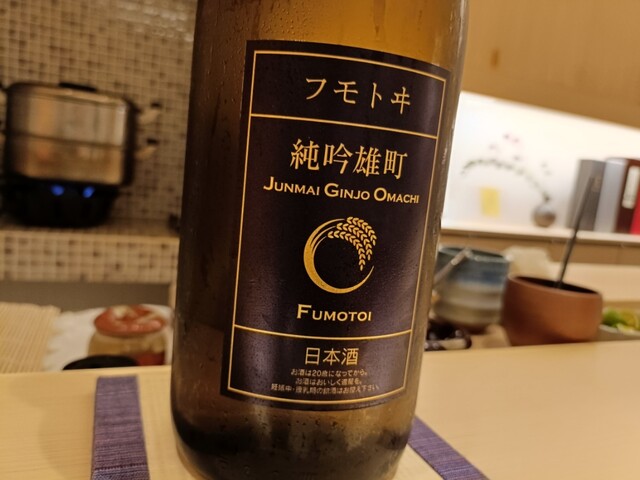 フモトヰ
純吟雄町
JUNMAI GINJO OMACHI
FUMOTOI
日本酒
お酒は20歳になってから。
お酒はおいしく適量を。
妊娠中・授乳期の飲酒はお控え下さい。